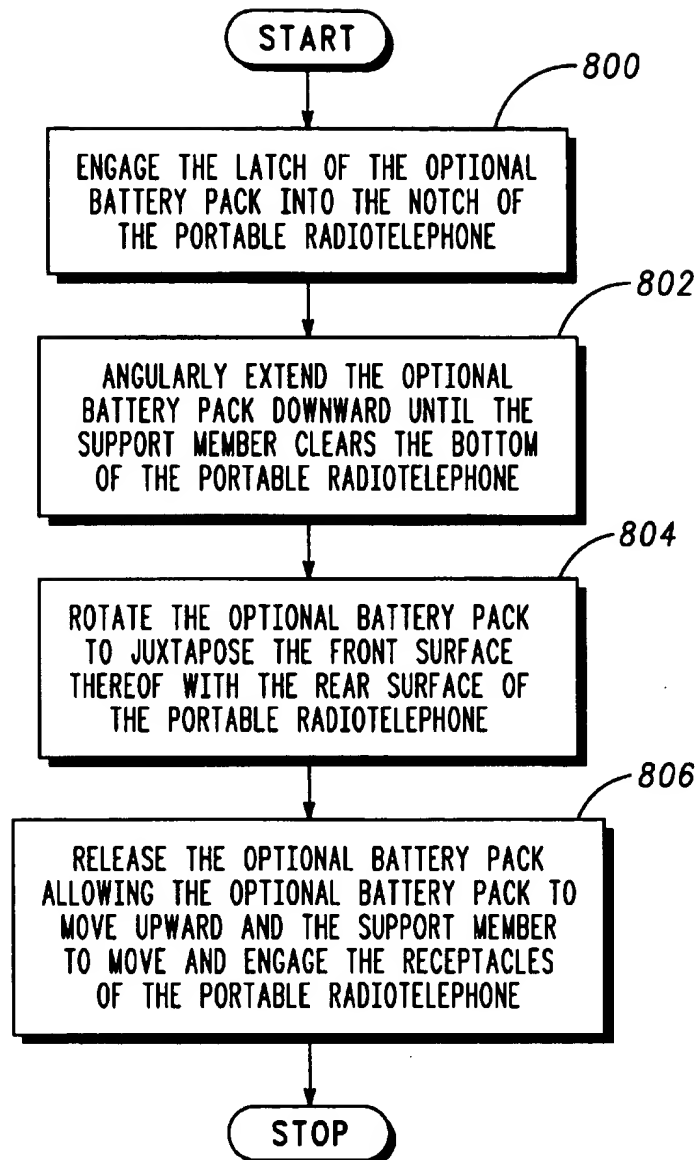 START
800
ENGAGE THE LATCH OF THE OPTIONAL
BATTERY PACK INTO THE NOTCH OF
THE PORTABLE RADIOTELEPHONE
802
ANGULARLY EXTEND THE OPTIONAL
BATTERY PACK DOWNWARD UNTIL THE
SUPPORT MEMBER CLEARS THE BOTTOM
OF THE PORTABLE RADIOTELEPHONE
804
ROTATE THE OPTIONAL BATTERY PACK
TO JUXTAPOSE THE FRONT SURFACE
THEREOF WITH THE REAR SURFACE OF
THE PORTABLE RADIOTELEPHONE
806
RELEASE THE OPTIONAL BATTERY PACK
ALLOWING THE OPTIONAL BATTERY PACK TO
MOVE UPWARD AND THE SUPPORT MEMBER
TO MOVE AND ENGAGE THE RECEPTACLES
OF THE PORTABLE RADIOTELEPHONE
STOP